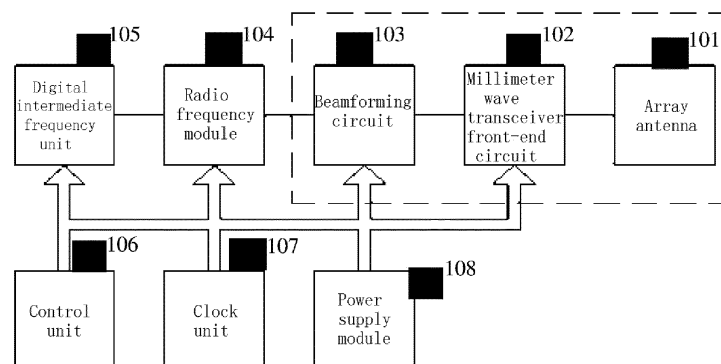 105
104
103
102
101
Digital
intermediate
frequency
unit
Radio
frequency
module
Beamforming
circuit
Millimeter
wave
transceiver
front-end
circuit
Array
antenna
106
107
108
Control
unit
Clock
unit
Power
supply
module